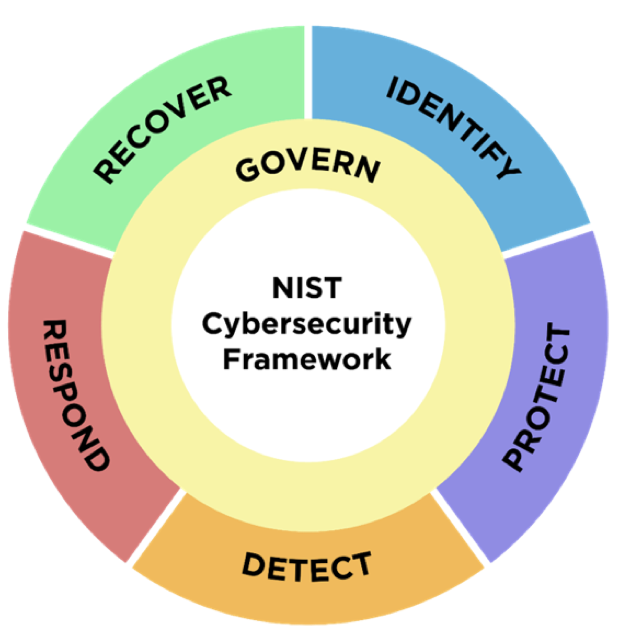 RECOVER
IDENTIFY
GOVERN
NIST
Cybersecurity
Framework
RESPOND
PROTECT
DETECT